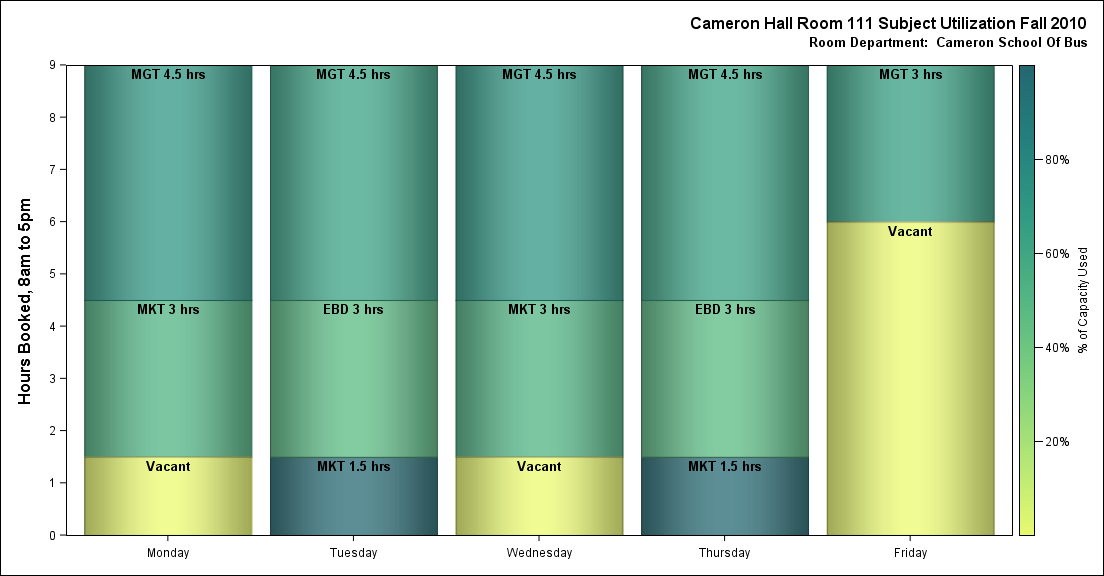 Cameron Hall Room 111 Subject Utilization Fall 2010
Room Department:  Cameron School Of Bus
Hours Booked, 8am to 5pm
9
8
7
6
5
4
3
2
1
0
MGT 4.5 hrs
MKT 3 hrs
Vacant
MGT 4.5 hrs
EBD 3 hrs
MKT 1.5 hrs
MGT 4.5 hrs
MKT 3 hrs
Vacant
MGT 4.5 hrs
EBD 3 hrs
MKT 1.5 hrs
MGT 3 hrs
Vacant
Monday
Tuesday
Wednesday
Thursday
Friday
80%
60%
40%
20%
% of Capacity Used